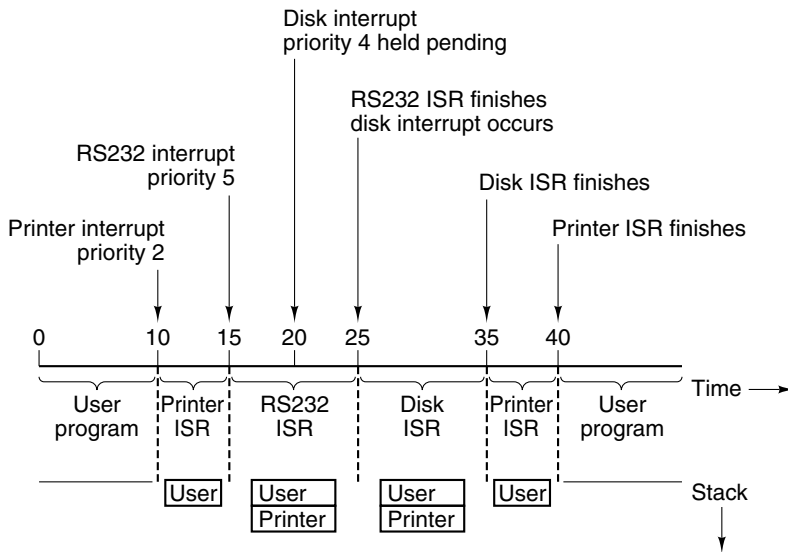 Disk interrupt
priority 4 held pending
RS232 ISR finishes
disk interrupt occurs
RS232 interrupt
priority 5
Disk ISR finishes
Printer interrupt
priority 2
Printer ISR finishes
0 10 15 20 25 35 40
Time
User
program
Printer
ISR
RS232
ISR
Disk
ISR
Printer
ISR
User
program
Stack
User
User
Printer
User
Printer
User